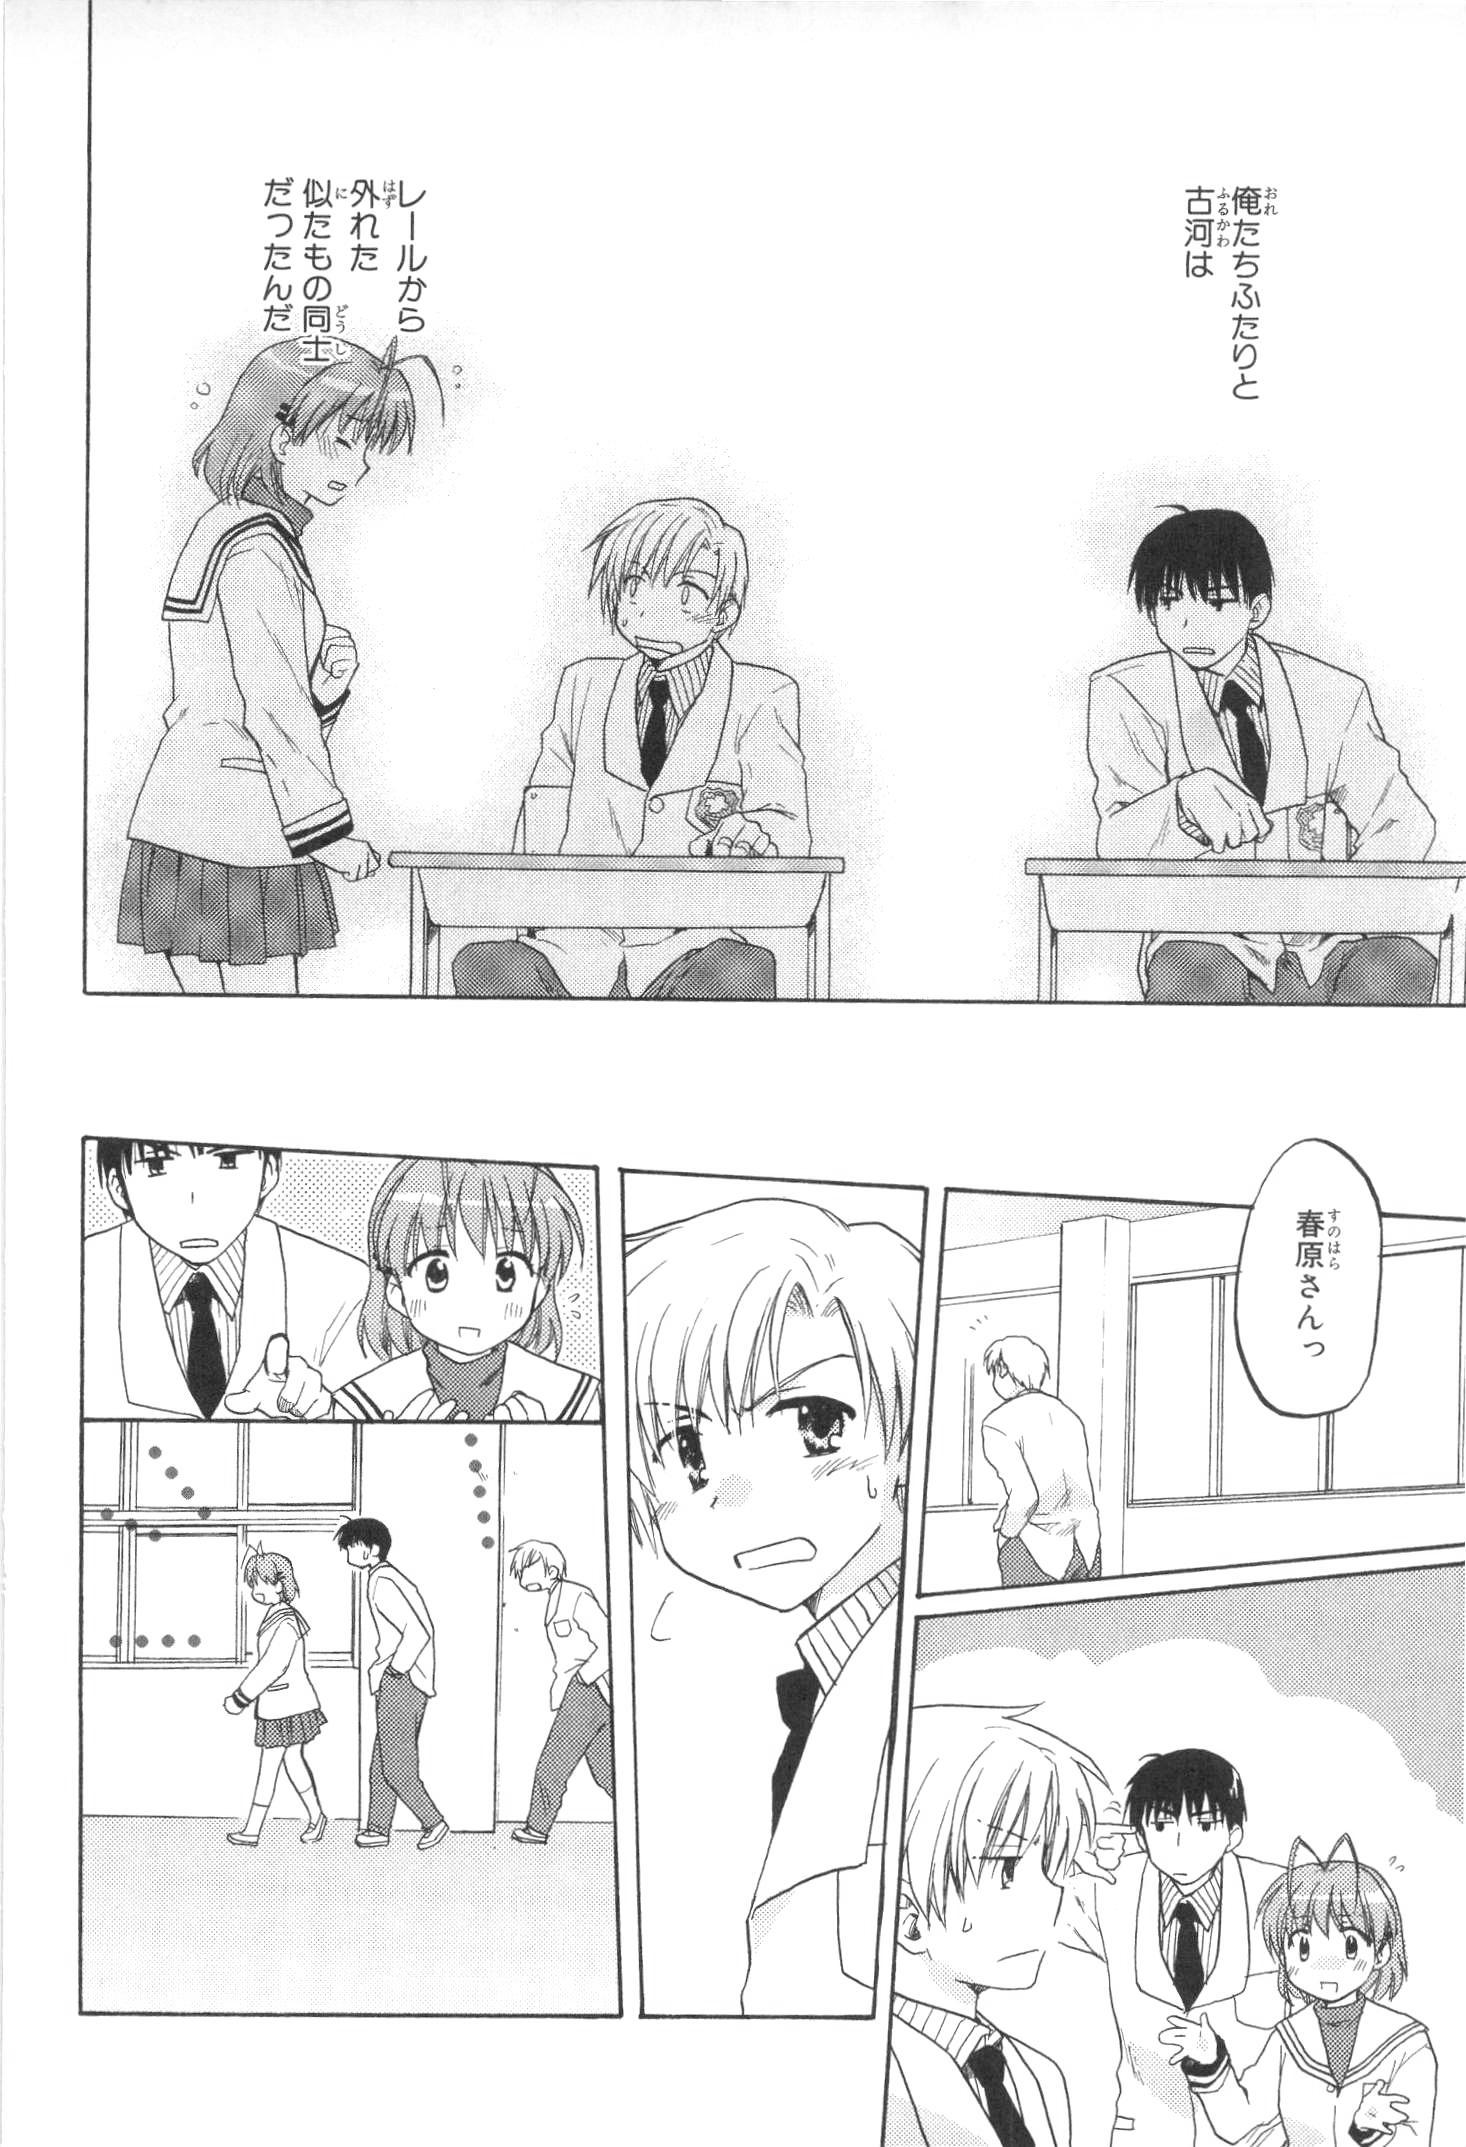 俺たちふたりと
古河は
レールから
外れた
似たもの同士
だったんだ
春原さんっ